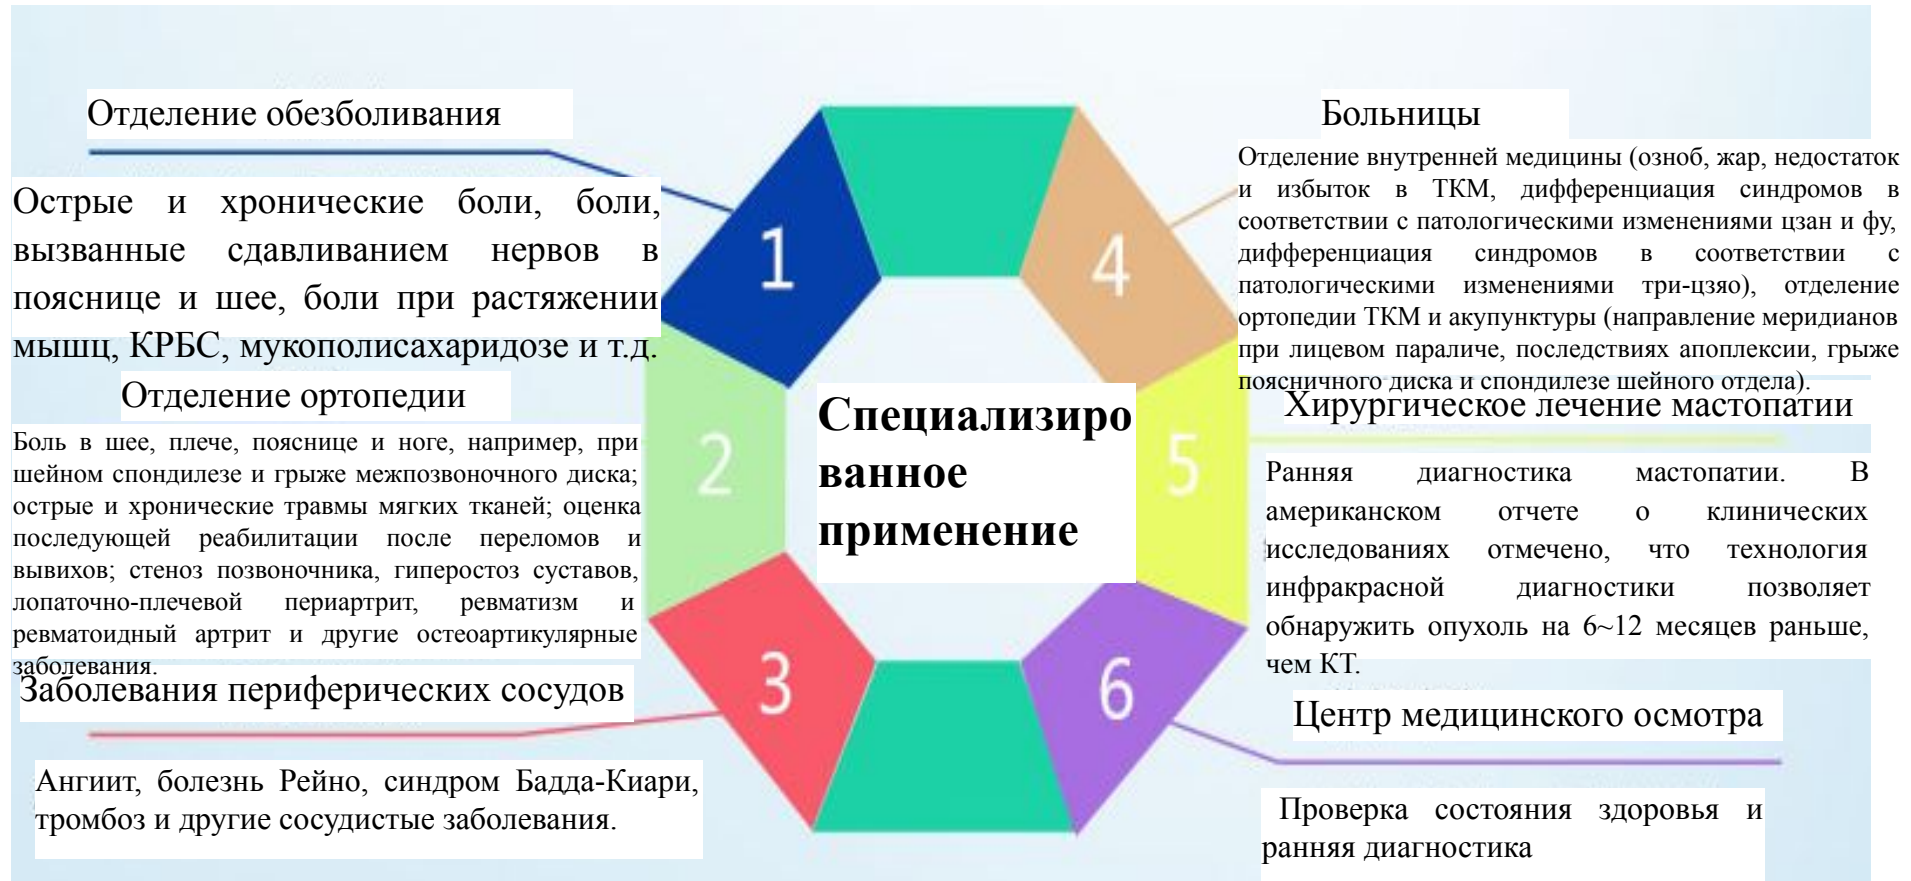 Отделение обезболивания
1
Острые и хронические боли, боли,
вызванные сдавливанием нервов в
пояснице и шее, боли при растяжении
мышц, КРБС, мукополисахаридозе и т.д.
Отделение ортопедии
2
Боль в шее, плече, пояснице и ноге, например, при
шейном спондилезе и грыже межпозвоночного диска;
острые и хронические травмы мягких тканей; оценка
последующей реабилитации после переломов и
вывихов; стеноз позвоночника, гиперостоз суставов,
лопаточно-плечевой периартрит, ревматизм и
ревматоидный артрит и другие остеоартикулярные
заболевания.
Заболевания периферических сосудов
3
Ангиит, болезнь Рейно, синдром Бадда-Киари,
тромбоз и другие сосудистые заболевания.
Специализиро
ванное
применение
Больницы
4
Отделение внутренней медицины (озноб, жар, недостаток
и избыток в ТКМ, дифференциация синдромов в
соответствии с патологическими изменениями цзан и фу,
дифференциация синдромов в соответствии с
патологическими изменениями три-цзяо), отделение
ортопедии ТКМ и акупунктуры (направление меридианов
при лицевом параличе, последствиях апоплексии, грыже
поясничного диска и спондилезе шейного отдела).
Хирургическое лечение мастопатии
5
Ранняя диагностика мастопатии. В
американском отчете о клинических
исследованиях отмечено, что технология
инфракрасной диагностики позволяет
обнаружить опухоль на 6~12 месяцев раньше,
чем КТ.
Центр медицинского осмотра
6
Проверка состояния здоровья и
ранняя диагностика